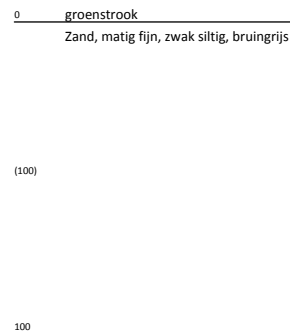 0 groenstrook
Zand, matig fijn, zwak siltig, bruingrijs
(100)
100